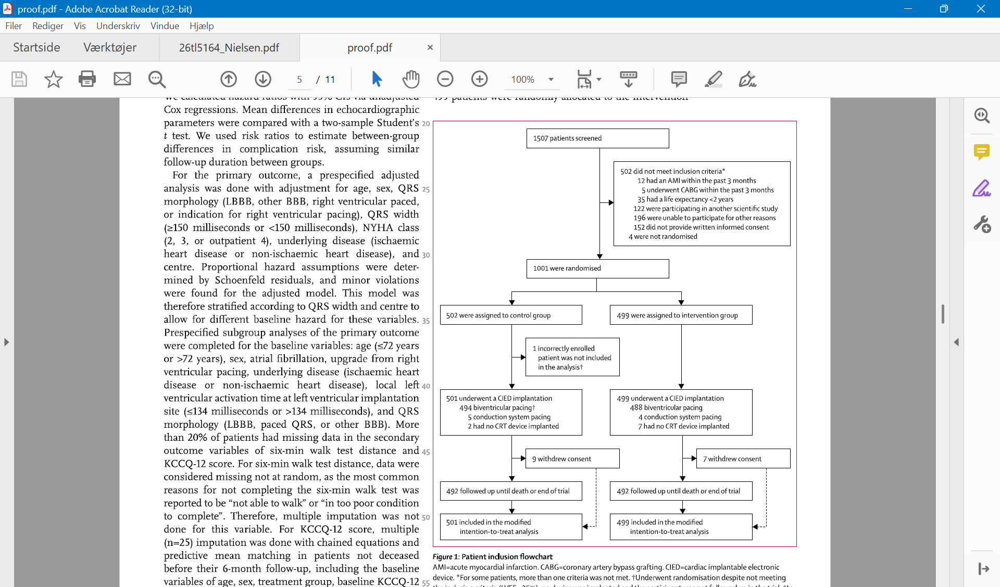 proof.pdf - Adobe Acrobat Reader (32-bit)
Filer Rediger Vis Underskriv Vindue Hjælp
Startside Værktøjer 26tl5164_Nielsen.pdf proof.pdf ×
5 / 11 100%
we calculated hazard ratios with 95% CIs via unadjusted
Cox regressions. Mean differences in echocardiographic
parameters were compared with a two-sample Student's 20
t test. We used risk ratios to estimate between-group
differences in complication risk, assuming similar
follow-up duration between groups.
For the primary outcome, a prespecified adjusted
analysis was done with adjustment for age, sex, QRS 25
morphology (LBBB, other BBB, right ventricular paced,
or indication for right ventricular pacing), QRS width
(≥150 milliseconds or <150 milliseconds), NYHA class
(2, 3, or outpatient 4), underlying disease (ischaemic
heart disease or non-ischaemic heart disease), and 30
centre. Proportional hazard assumptions were deter-
mined by Schoenfeld residuals, and minor violations
were found for the adjusted model. This model was
therefore stratified according to QRS width and centre to
allow for different baseline hazard for these variables. 35
Prespecified subgroup analyses of the primary outcome
were completed for the baseline variables: age (≤72 years
or >72 years), sex, atrial fibrillation, upgrade from right
ventricular pacing, underlying disease (ischaemic heart
disease or non-ischaemic heart disease), local left 40
ventricular activation time at left ventricular implantation
site (≤134 milliseconds or >134 milliseconds), and QRS
morphology (LBBB, paced QRS, or other BBB). More
than 20% of patients had missing data in the secondary
outcome variables of six-min walk test distance and 45
KCCQ-12 score. For six-min walk test distance, data were
considered missing not at random, as the most common
reasons for not completing the six-min walk test was
reported to be “not able to walk” or “in too poor condition
to complete”. Therefore, multiple imputation was not 50
done for this variable. For KCCQ-12 score, multiple
(n=25) imputation was done with chained equations and
predictive mean matching in patients not deceased
before their 6-month follow-up, including the baseline
variables of age, sex, treatment group, baseline KCCQ-12 55
499 patients were randomly allocated to the intervention
1507 patients screened
502 did not meet inclusion criteria*
12 had an AMI within the past 3 months
5 underwent CABG within the past 3 months
35 had a life expectancy <2 years
122 were participating in another scientific study
196 were unable to participate for other reasons
152 did not provide written informed consent
4 were not randomised
1001 were randomised
502 were assigned to control group
499 were assigned to intervention group
1 incorrectly enrolled
patient was not included
in the analysis†
501 underwent a CIED implantation
494 biventricular pacing†
5 conduction system pacing
2 had no CRT device implanted
499 underwent a CIED implantation
488 biventricular pacing
4 conduction system pacing
7 had no CRT device implanted
9 withdrew consent
7 withdrew consent
492 followed up until death or end of trial
492 followed up until death or end of trial
501 included in the modified
intention-to-treat analysis
499 included in the modified
intention-to-treat analysis
Figure 1: Patient inclusion flowchart
AMI=acute myocardial infarction. CABG=coronary artery bypass grafting. CIED=cardiac implantable electronic
device. *For some patients, more than one criteria was not met. †Underwent randomisation despite not meeting